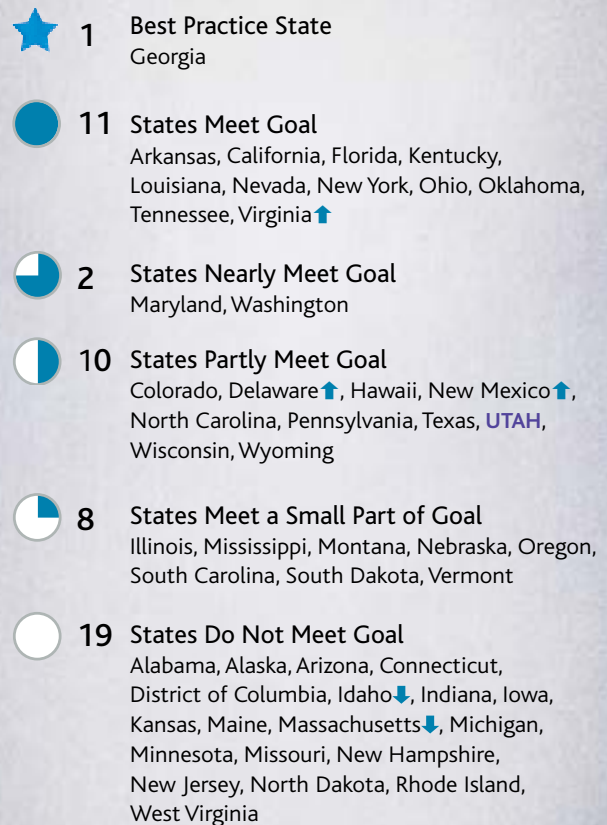 1 Best Practice State
Georgia
11 States Meet Goal
Arkansas, California, Florida, Kentucky,
Louisiana, Nevada, New York, Ohio, Oklahoma,
Tennessee, Virginia⬆
2 States Nearly Meet Goal
Maryland, Washington
10 States Partly Meet Goal
Colorado, Delaware⬆, Hawaii, New Mexico⬆,
North Carolina, Pennsylvania, Texas, UTAH,
Wisconsin, Wyoming
8 States Meet a Small Part of Goal
Illinois, Mississippi, Montana, Nebraska, Oregon,
South Carolina, South Dakota, Vermont
19 States Do Not Meet Goal
Alabama, Alaska, Arizona, Connecticut,
District of Columbia, Idaho⬇, Indiana, Iowa,
Kansas, Maine, Massachusetts⬇, Michigan,
Minnesota, Missouri, New Hampshire,
New Jersey, North Dakota, Rhode Island,
West Virginia